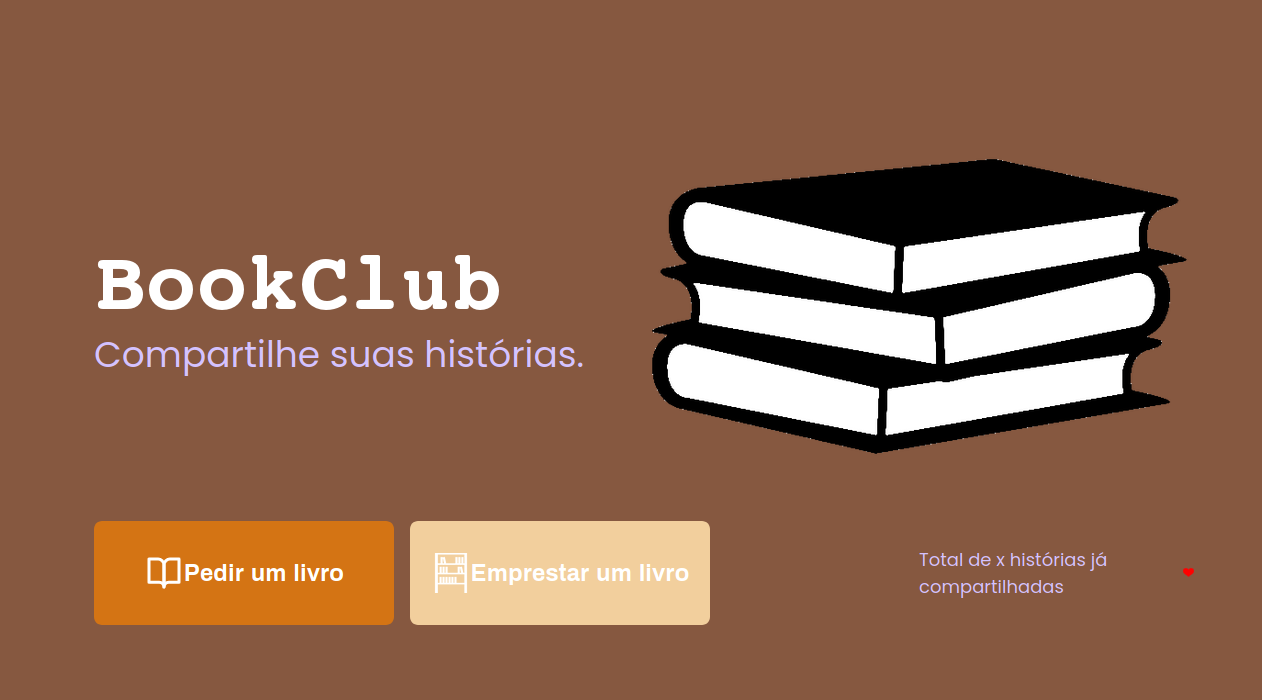 BookClub
Compartilhe suas histórias.
Pedir um livro
Emprestar um livro
Total de x histórias já
compartilhadas